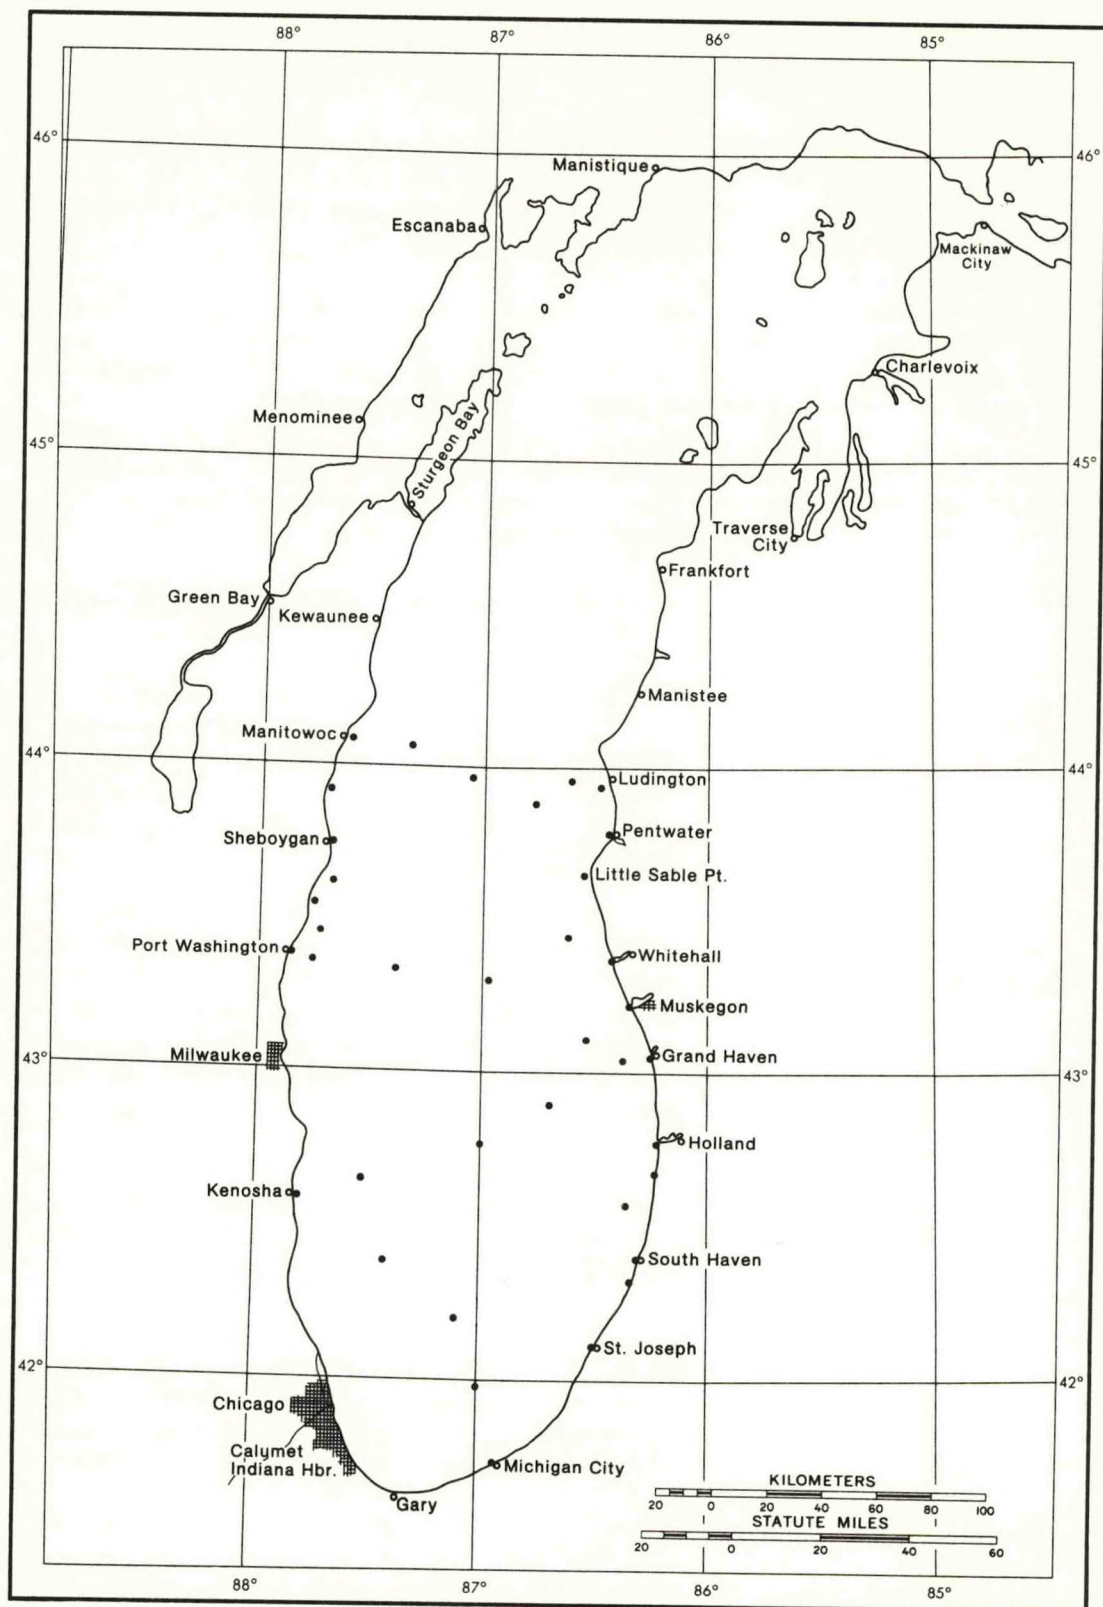 88°
87°
86°
85°
46°
46°
Manistique
Escanaba
Mackinaw
City
Charlevoix
Menominee
Sturgeon Bay
45°
45°
Traverse
City
Frankfort
Green Bay
Kewaunee
Manistee
Manitowoc
44°
44°
Ludington
Pentwater
Sheboygan
Little Sable Pt.
Port Washington
Whitehall
Muskegon
43°
43°
Milwaukee
Grand Haven
Holland
Kenosha
South Haven
St. Joseph
42°
42°
Chicago
Calumet
Indiana Hbr.
Michigan City
Gary
KILOMETERS
20 0 20 40 60 80 100
STATUTE MILES
20 0 20 40 60
88°
87°
86°
85°